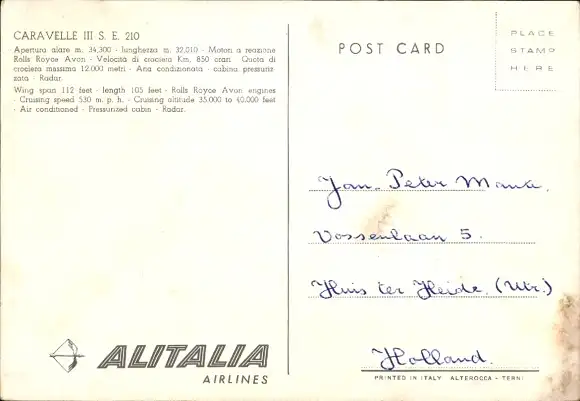 CARAVELLE III S. E. 210
Apertura alare m. 34,300 - lunghezza m. 32,010 - Motori a reazione
Rolls Royce Avon - Velocità di crociera Km. 850 orari - Quota di
crociera massima 12.000 metri - Aria condizionata - cabina pressuriz-
zata - Radar.
Wing span 112 feet - length 105 feet - Rolls Royce Avon engines
- Cruising speed 530 m. p. h. - Cruising altitude 35.000 to 40.000 feet
- Air conditioned - Pressurized cabin - Radar.
ALITALIA
AIRLINES
POST CARD
PLACE
STAMP
HERE
Jan-Peter
Vossenlaan 5.
Huis ter Heide. (Utr.)
Holland.
PRINTED IN ITALY ALTEROCCA - TERNI